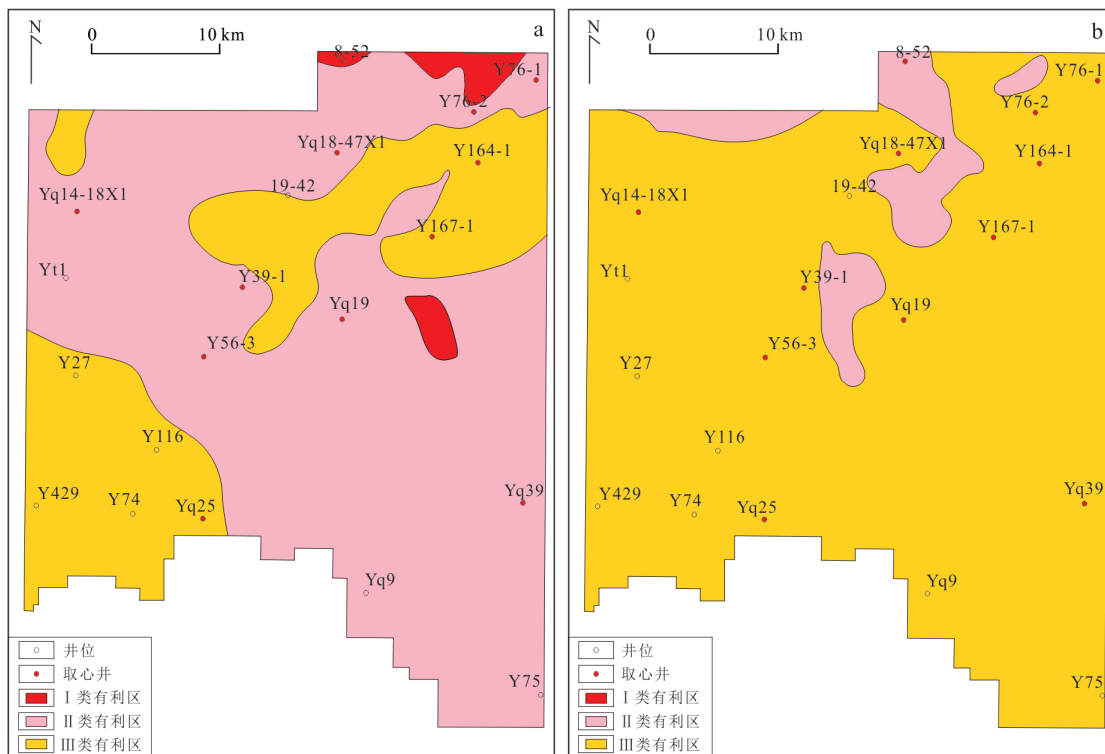 N
0 10 km
a
8-52
Y76-1
Y76-2
Yq18-47X1
Y164-1
19-42
Yq14-18X1
Y167-1
Yt1
Y39-1
Yq19
Y56-3
Y27
Y116
Y429
Y74
Yq25
Yq39
Yq9
Y75
井位
取心井
Ⅰ类有利区
Ⅱ类有利区
Ⅲ类有利区
N
0 10 km
b
8-52
Y76-1
Y76-2
Yq18-47X1
Y164-1
19-42
Yq14-18X1
Y167-1
Yt1
Y39-1
Yq19
Y56-3
Y27
Y116
Y429
Y74
Yq25
Yq39
Yq9
Y75
井位
取心井
Ⅰ类有利区
Ⅱ类有利区
Ⅲ类有利区